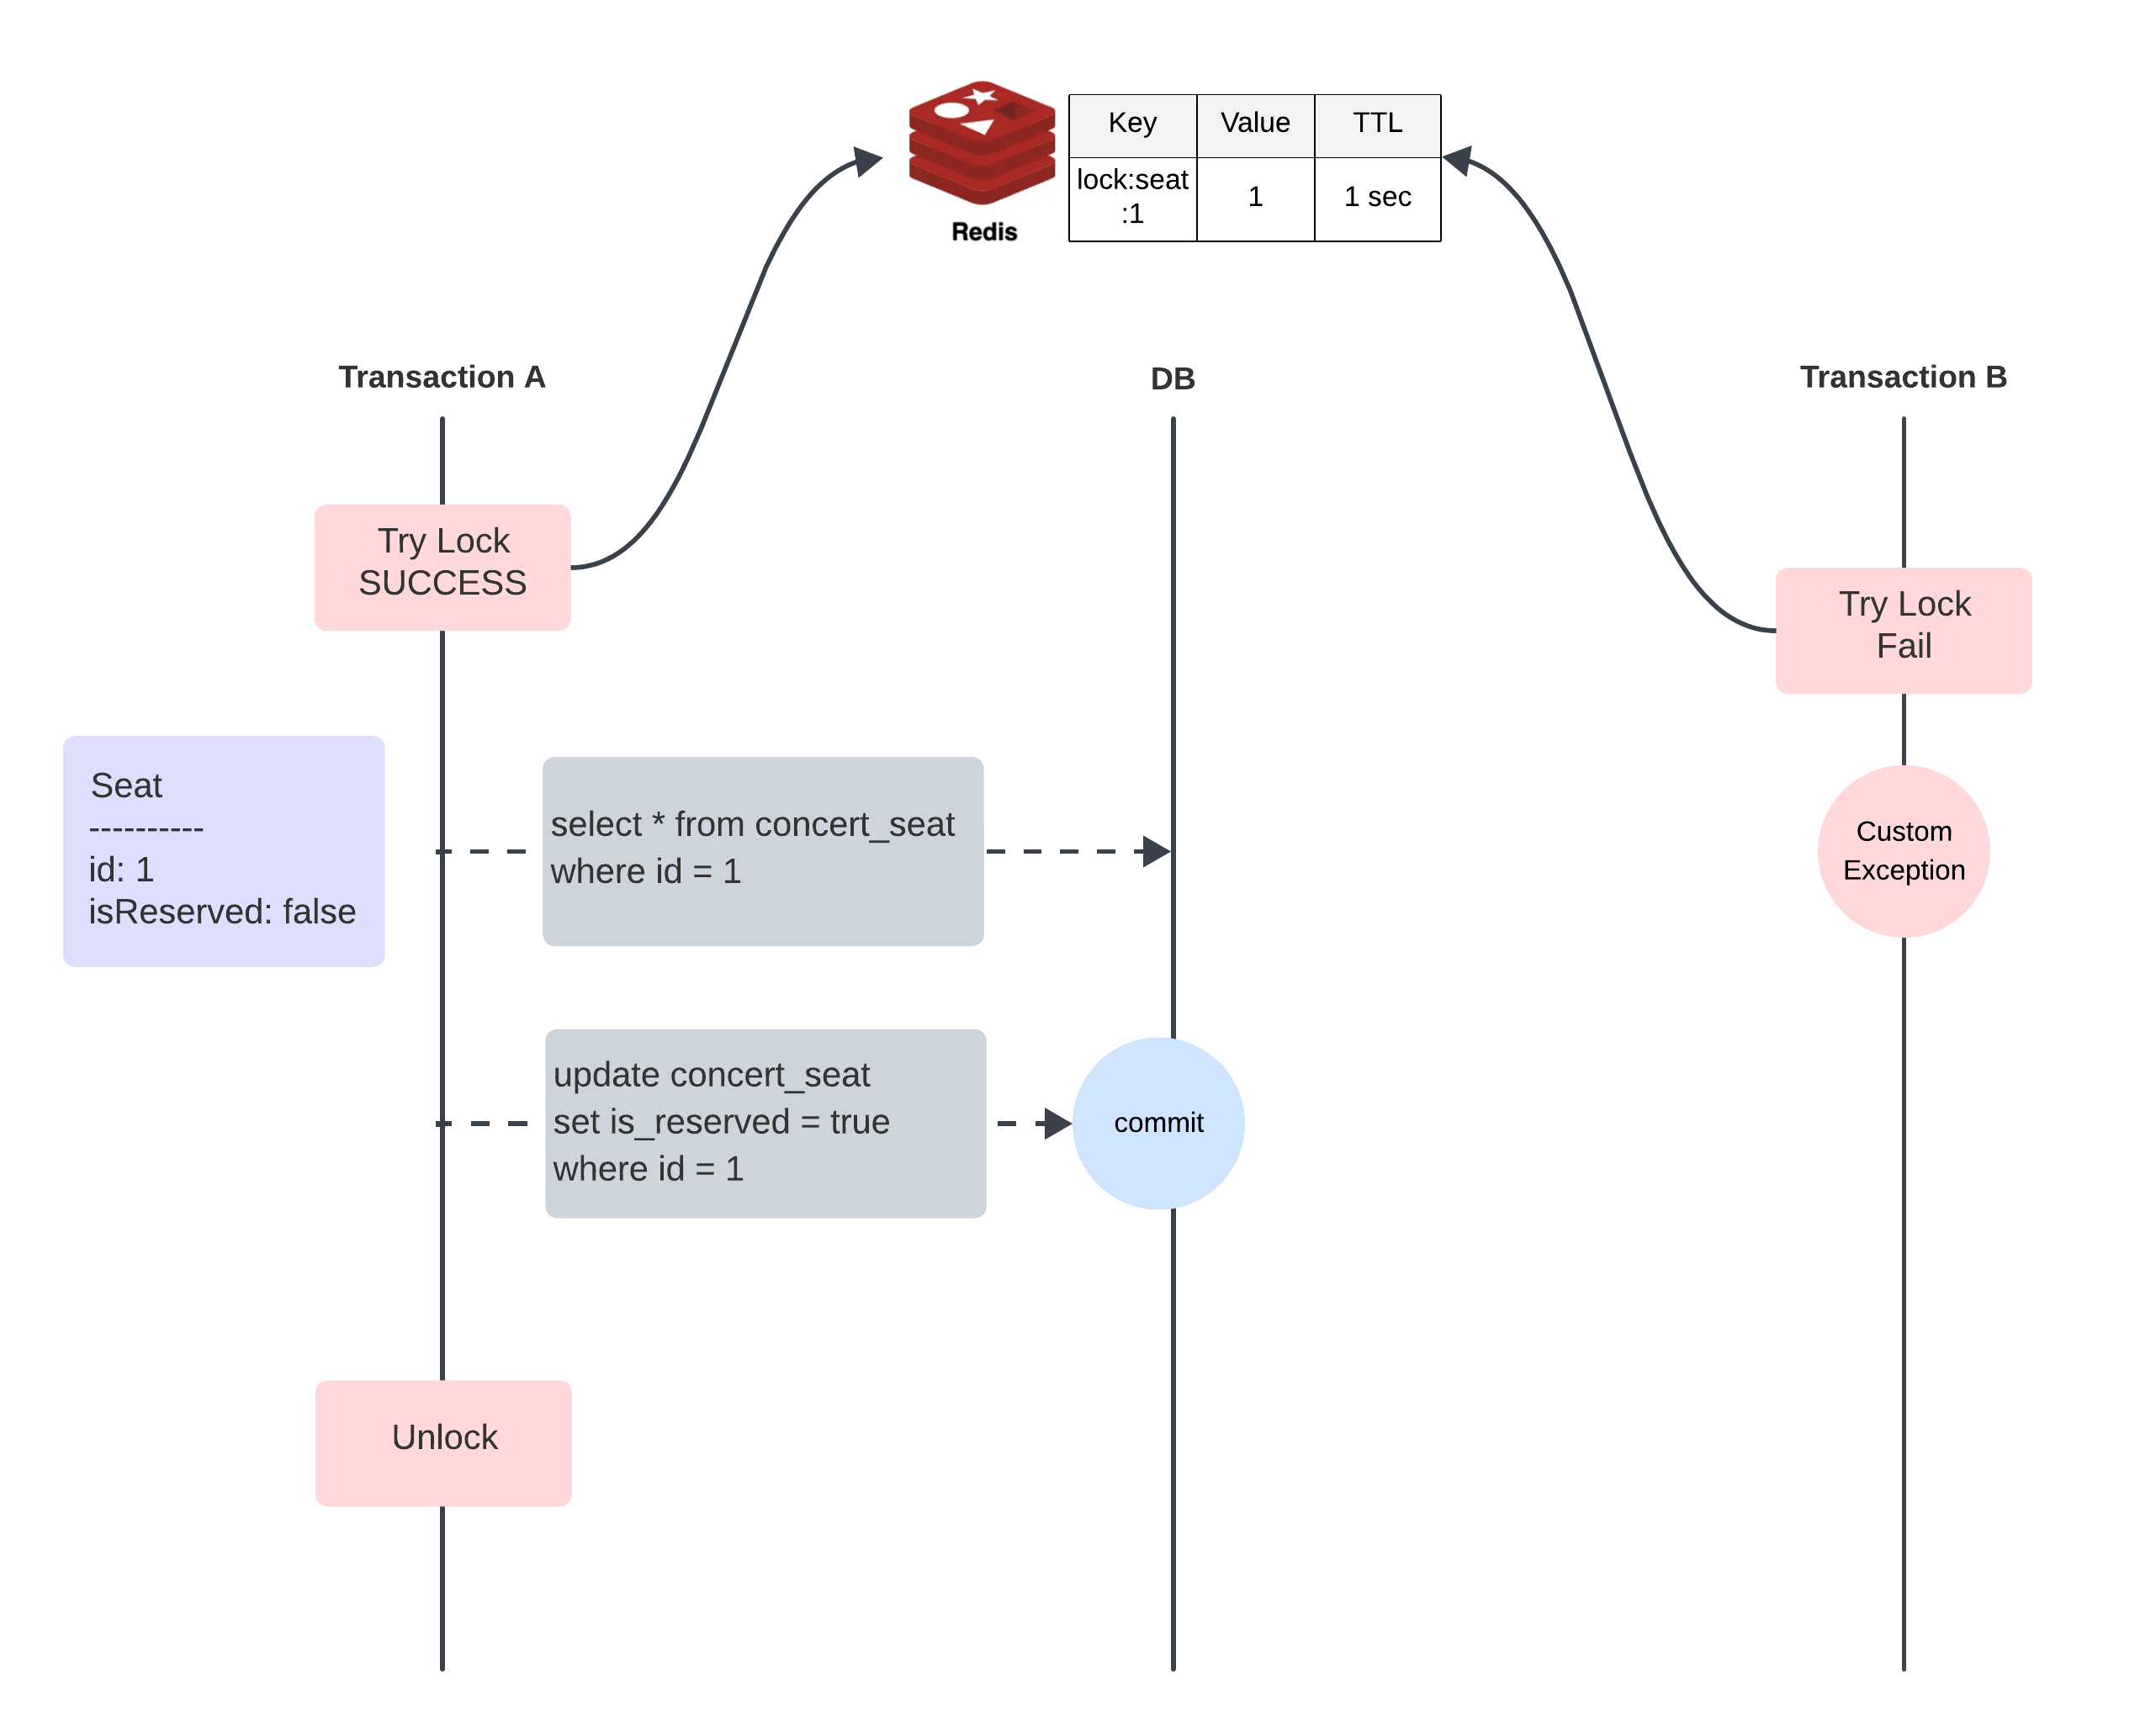 Redis
Key Value TTL
lock:seat
:1
1
1 sec
Transaction A
DB
Transaction B
Try Lock
SUCCESS
Try Lock
Fail
Seat
----------
id: 1
isReserved: false
select * from concert_seat
where id = 1
Custom
Exception
update concert_seat
set is_reserved = true
where id = 1
commit
Unlock